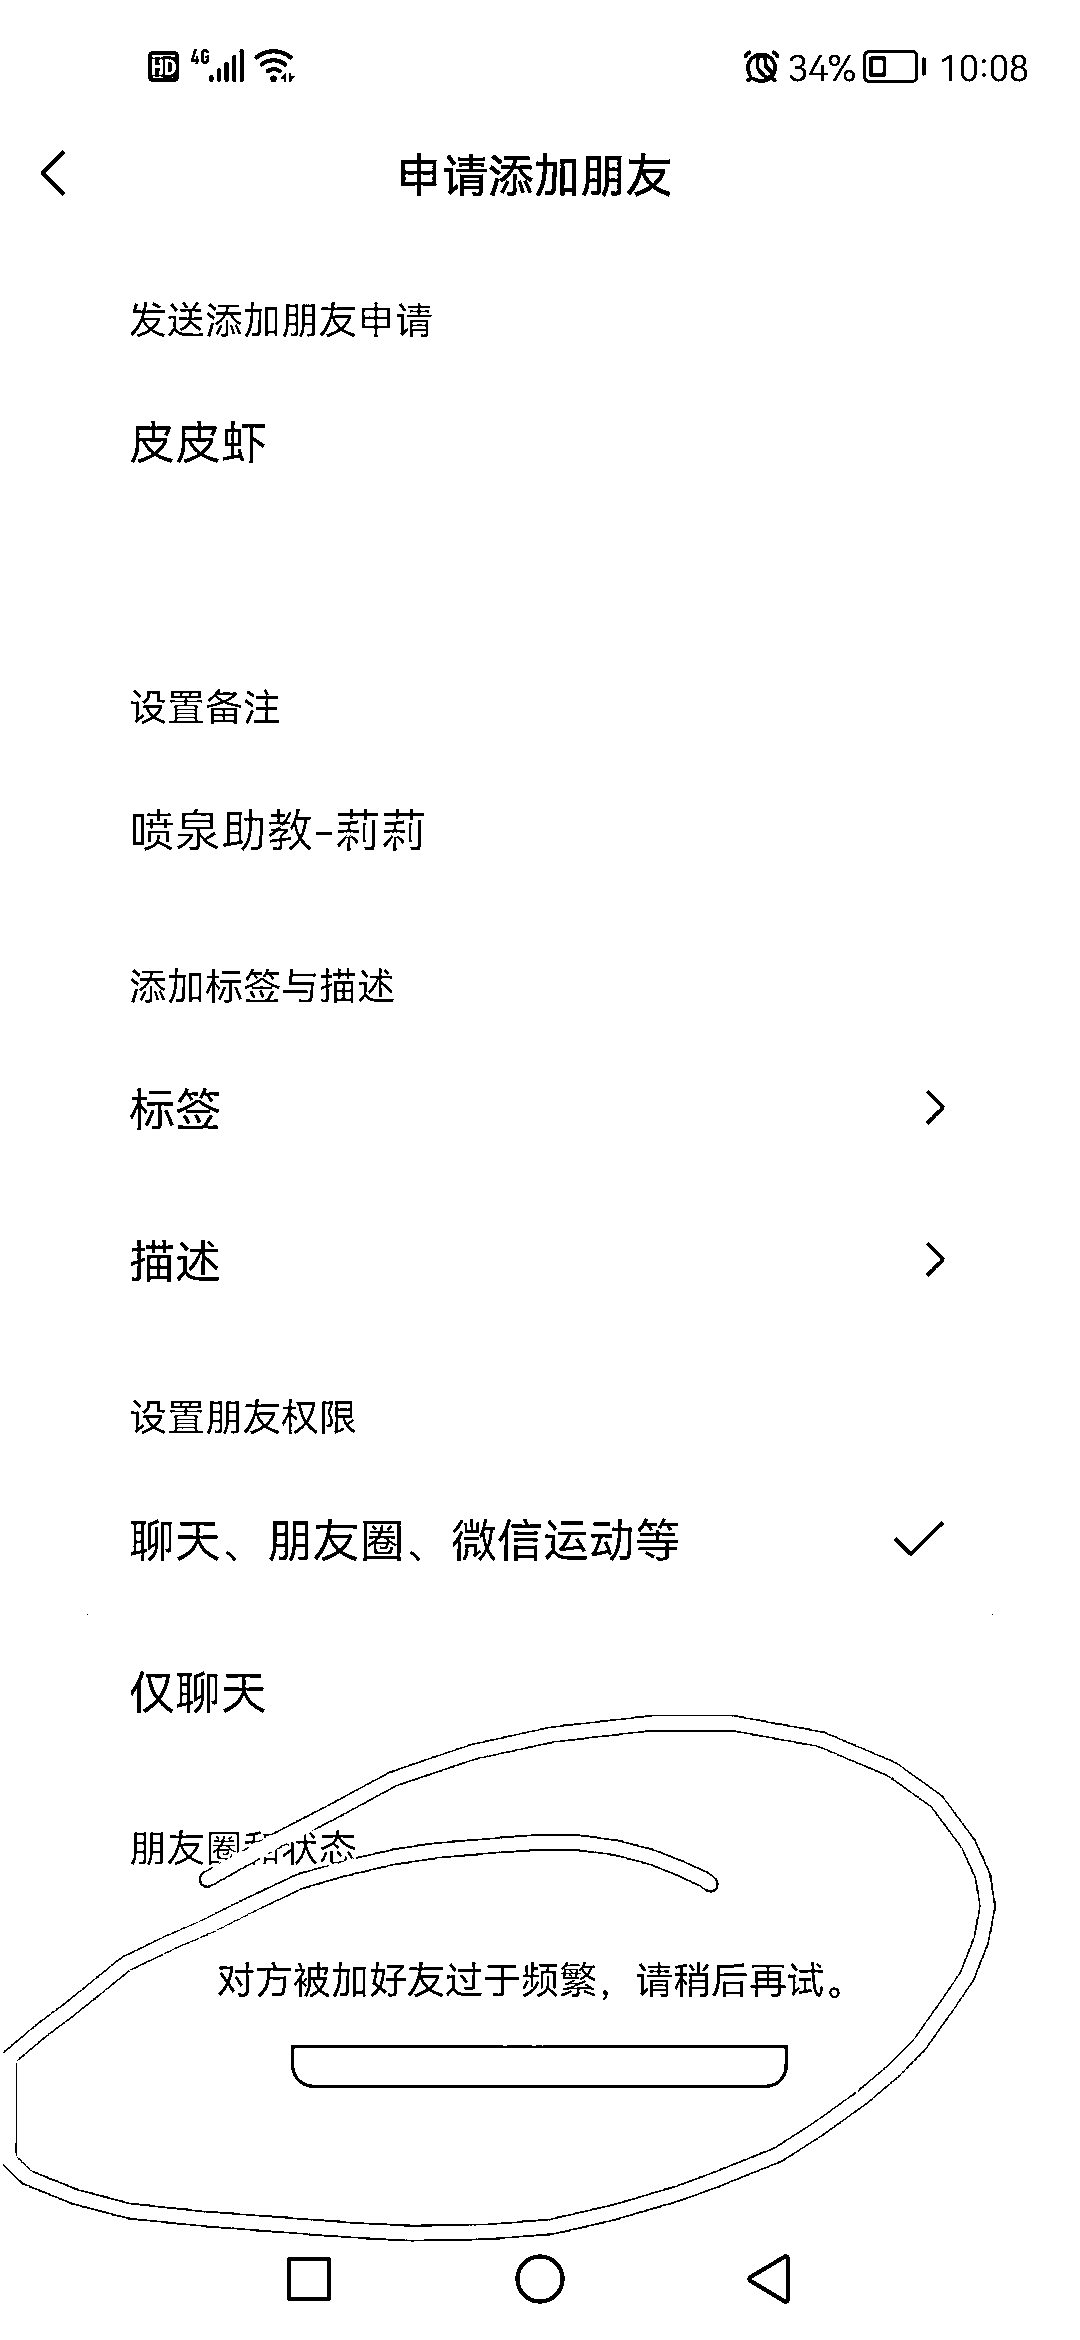 HD 4G 34% 10:08
申请添加朋友
发送添加朋友申请
皮皮虾
设置备注
喷泉助教-莉莉
添加标签与描述
标签
描述
设置朋友权限
聊天、朋友圈、微信运动等
仅聊天
朋友圈和状态
对方被加好友过于频繁，请稍后再试。